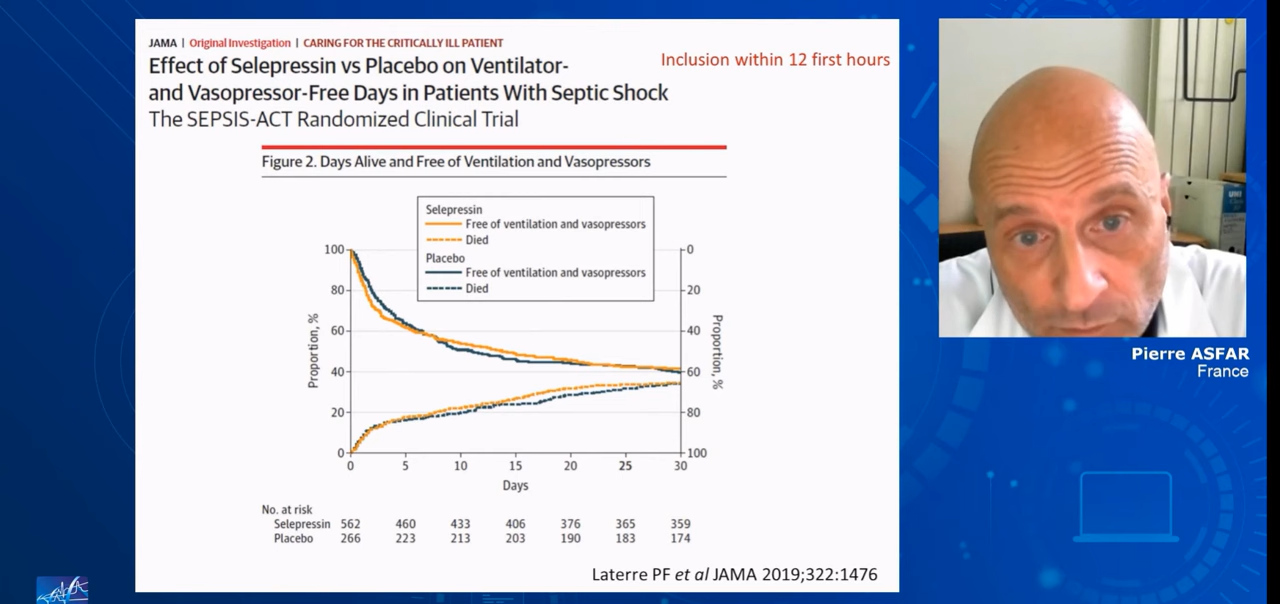 JAMA | Original Investigation | CARING FOR THE CRITICALLY ILL PATIENT
Inclusion within 12 first hours
Effect of Selepressin vs Placebo on Ventilator-
and Vasopressor-Free Days in Patients With Septic Shock
The SEPSIS-ACT Randomized Clinical Trial
Figure 2. Days Alive and Free of Ventilation and Vasopressors
Selepressin
Free of ventilation and vasopressors
Died
Placebo
Free of ventilation and vasopressors
Died
Proportion, %
100
80
60
40
20
0
Proportion, %
0
20
40
60
80
100
0 5 10 15 20 25 30
Days
No. at risk
Selepressin 562 460 433 406 376 365 359
Placebo 266 223 213 203 190 183 174
Laterre PF et al JAMA 2019;322:1476
Pierre ASFAR
France